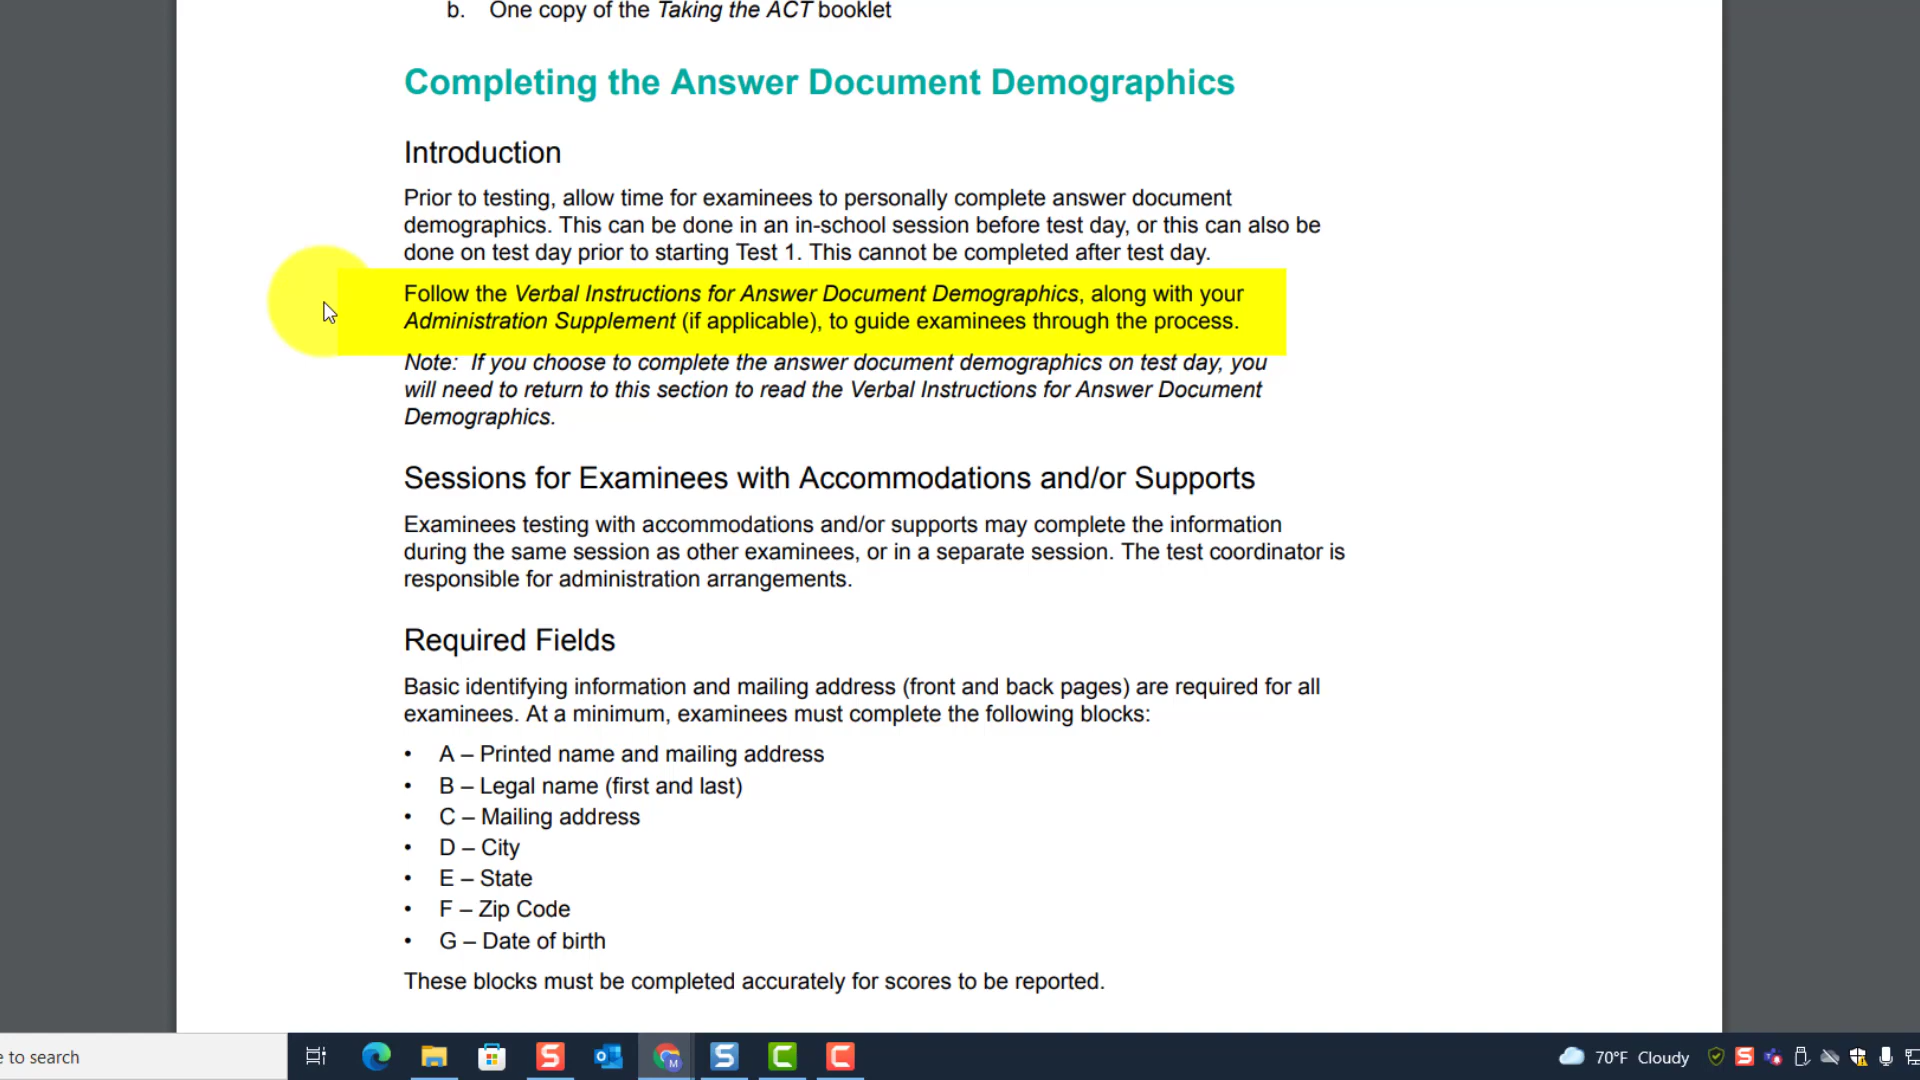 b. One copy of the Taking the ACT booklet
Completing the Answer Document Demographics
Introduction
Prior to testing, allow time for examinees to personally complete answer document
demographics. This can be done in an in-school session before test day, or this can also be
done on test day prior to starting Test 1. This cannot be completed after test day.
Follow the Verbal Instructions for Answer Document Demographics, along with your
Administration Supplement (if applicable), to guide examinees through the process.
Note: If you choose to complete the answer document demographics on test day, you
will need to return to this section to read the Verbal Instructions for Answer Document
Demographics.
Sessions for Examinees with Accommodations and/or Supports
Examinees testing with accommodations and/or supports may complete the information
during the same session as other examinees, or in a separate session. The test coordinator is
responsible for administration arrangements.
Required Fields
Basic identifying information and mailing address (front and back pages) are required for all
examinees. At a minimum, examinees must complete the following blocks:
• A – Printed name and mailing address
• B – Legal name (first and last)
• C – Mailing address
• D – City
• E – State
• F – Zip Code
• G – Date of birth
These blocks must be completed accurately for scores to be reported.
e to search
70°F Cloudy